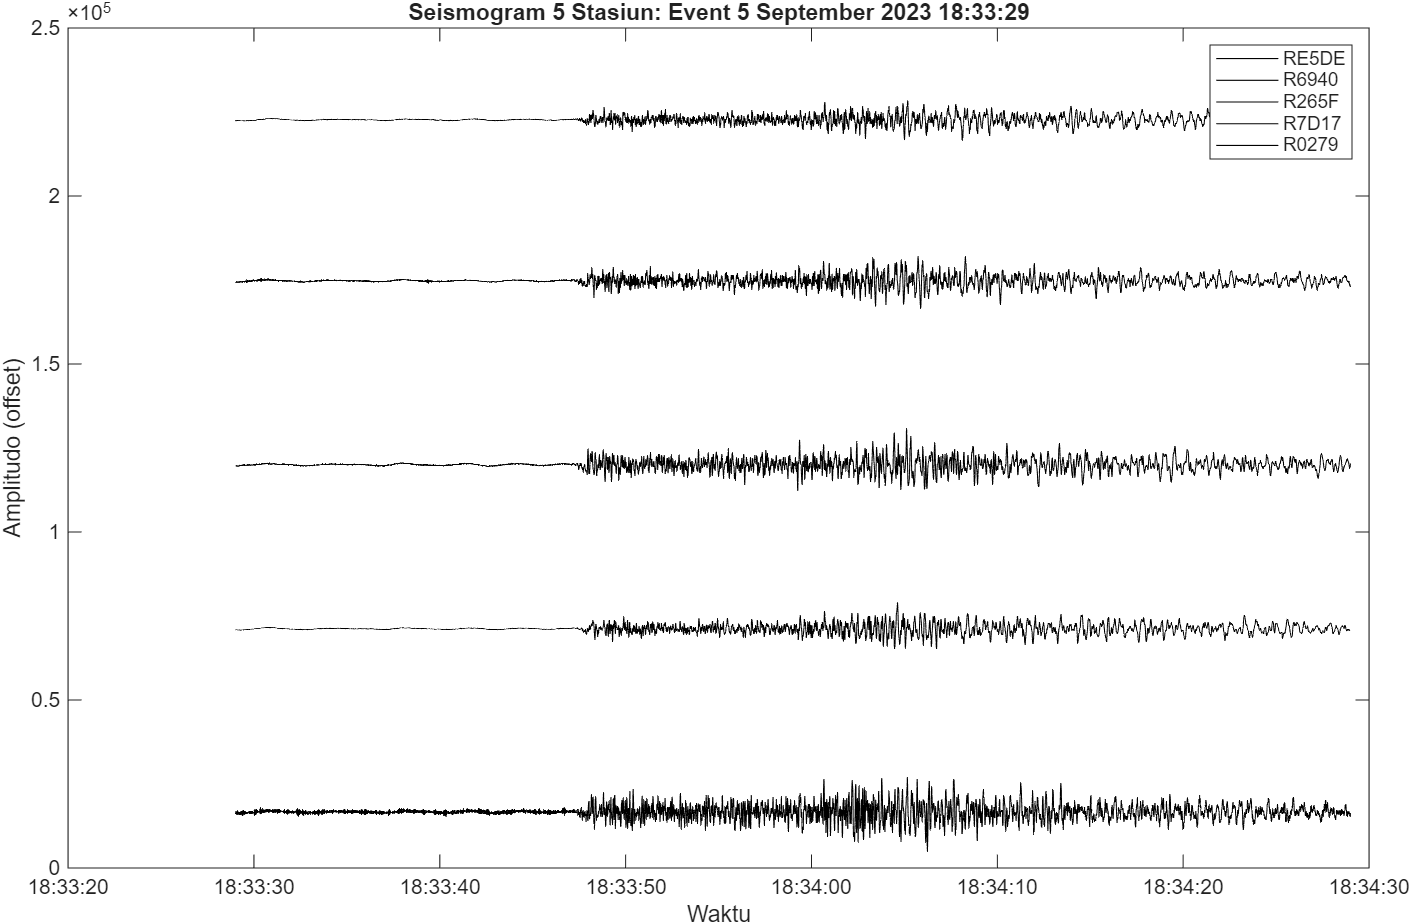 Seismogram 5 Stasiun: Event 5 September 2023 18:33:29
×10⁵
2.5
2
1.5
1
0.5
0
Amplitudo (offset)
RE5DE
R6940
R265F
R7D17
R0279
18:33:20 18:33:30 18:33:40 18:33:50 18:34:00 18:34:10 18:34:20 18:34:30
Waktu